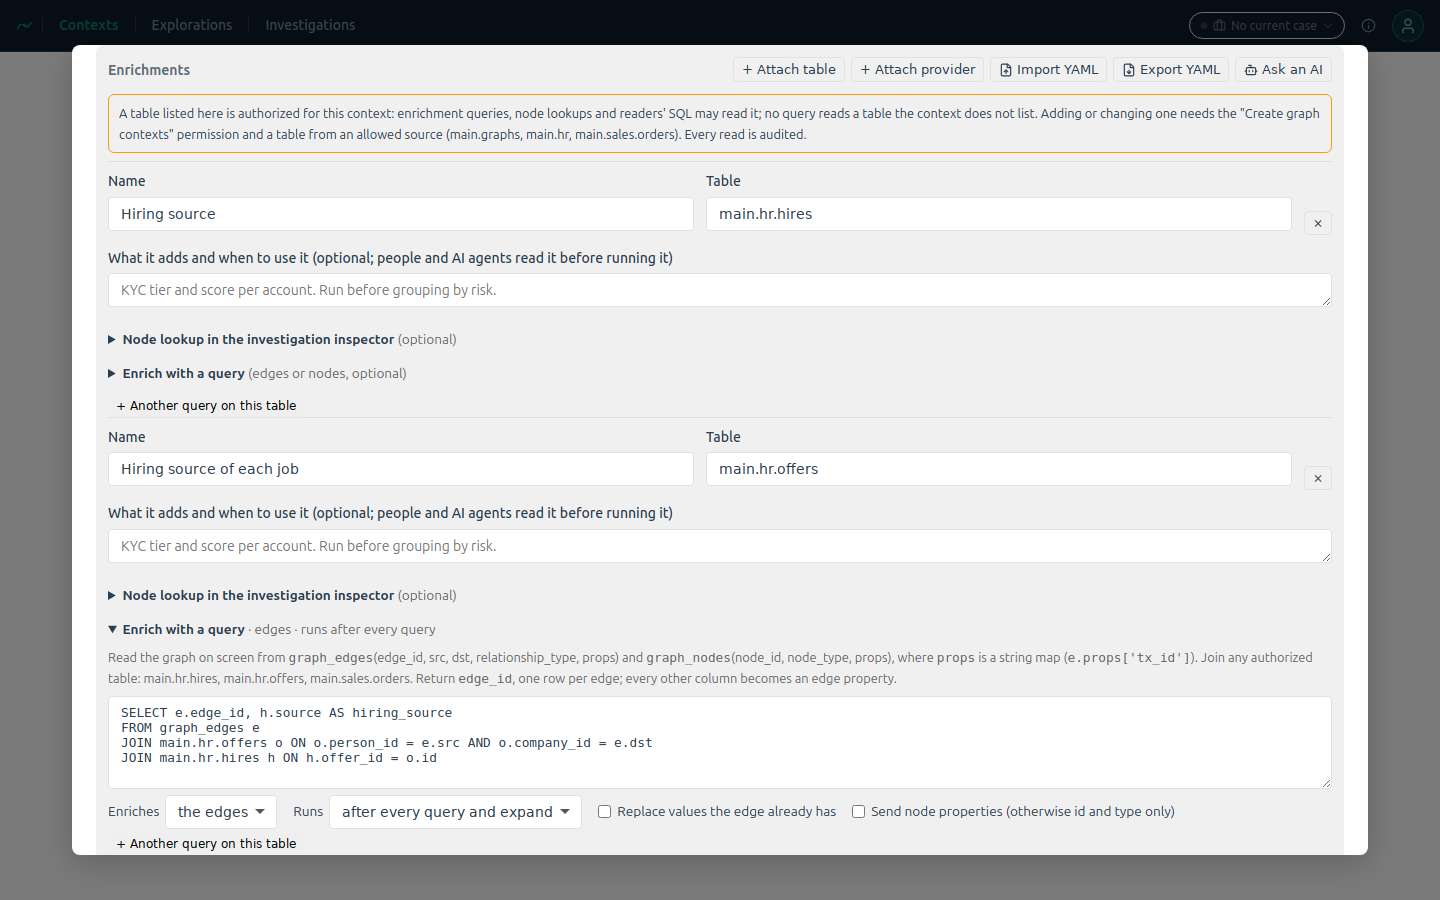 Contexts
Explorations
Investigations
No current case
Enrichments
+ Attach table
+ Attach provider
Import YAML
Export YAML
Ask an AI
A table listed here is authorized for this context: enrichment queries, node lookups and readers' SQL may read it; no query reads a table the context does not list. Adding or changing one needs the "Create graph
contexts" permission and a table from an allowed source (main.graphs, main.hr, main.sales.orders). Every read is audited.
Name
Table
Hiring source
main.hr.hires
×
What it adds and when to use it (optional; people and AI agents read it before running it)
KYC tier and score per account. Run before grouping by risk.
Node lookup in the investigation inspector (optional)
Enrich with a query (edges or nodes, optional)
+ Another query on this table
Name
Table
Hiring source of each job
main.hr.offers
×
What it adds and when to use it (optional; people and AI agents read it before running it)
KYC tier and score per account. Run before grouping by risk.
Node lookup in the investigation inspector (optional)
Enrich with a query · edges · runs after every query
Read the graph on screen from graph_edges(edge_id, src, dst, relationship_type, props) and graph_nodes(node_id, node_type, props), where props is a string map (e.props['tx_id']). Join any authorized
table: main.hr.hires, main.hr.offers, main.sales.orders. Return edge_id, one row per edge; every other column becomes an edge property.
SELECT e.edge_id, h.source AS hiring_source
FROM graph_edges e
JOIN main.hr.offers o ON o.person_id = e.src AND o.company_id = e.dst
JOIN main.hr.hires h ON h.offer_id = o.id
Enriches
the edges
Runs
after every query and expand
Replace values the edge already has
Send node properties (otherwise id and type only)
+ Another query on this table